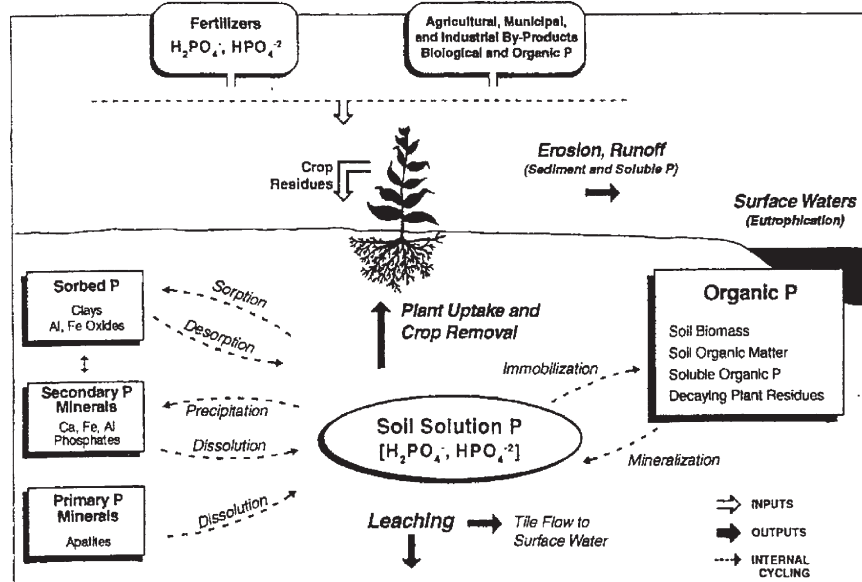 Fertilizers
H₂PO₄⁻, HPO₄⁻²
Agricultural, Municipal,
and Industrial By-Products
Biological and Organic P
Crop
Residues
Erosion, Runoff
(Sediment and Soluble P)
Surface Waters
(Eutrophication)
Sorbed P
Clays
Al, Fe Oxides
Sorption
Desorption
Plant Uptake and
Crop Removal
Organic P
Soil Biomass
Soil Organic Matter
Soluble Organic P
Decaying Plant Residues
Immobilization
Secondary P
Minerals
Ca, Fe, Al
Phosphates
Precipitation
Dissolution
Soil Solution P
[H₂PO₄⁻, HPO₄⁻²]
Mineralization
Primary P
Minerals
Apatites
Dissolution
Leaching
Tile Flow to
Surface Water
INPUTS
OUTPUTS
INTERNAL
CYCLING